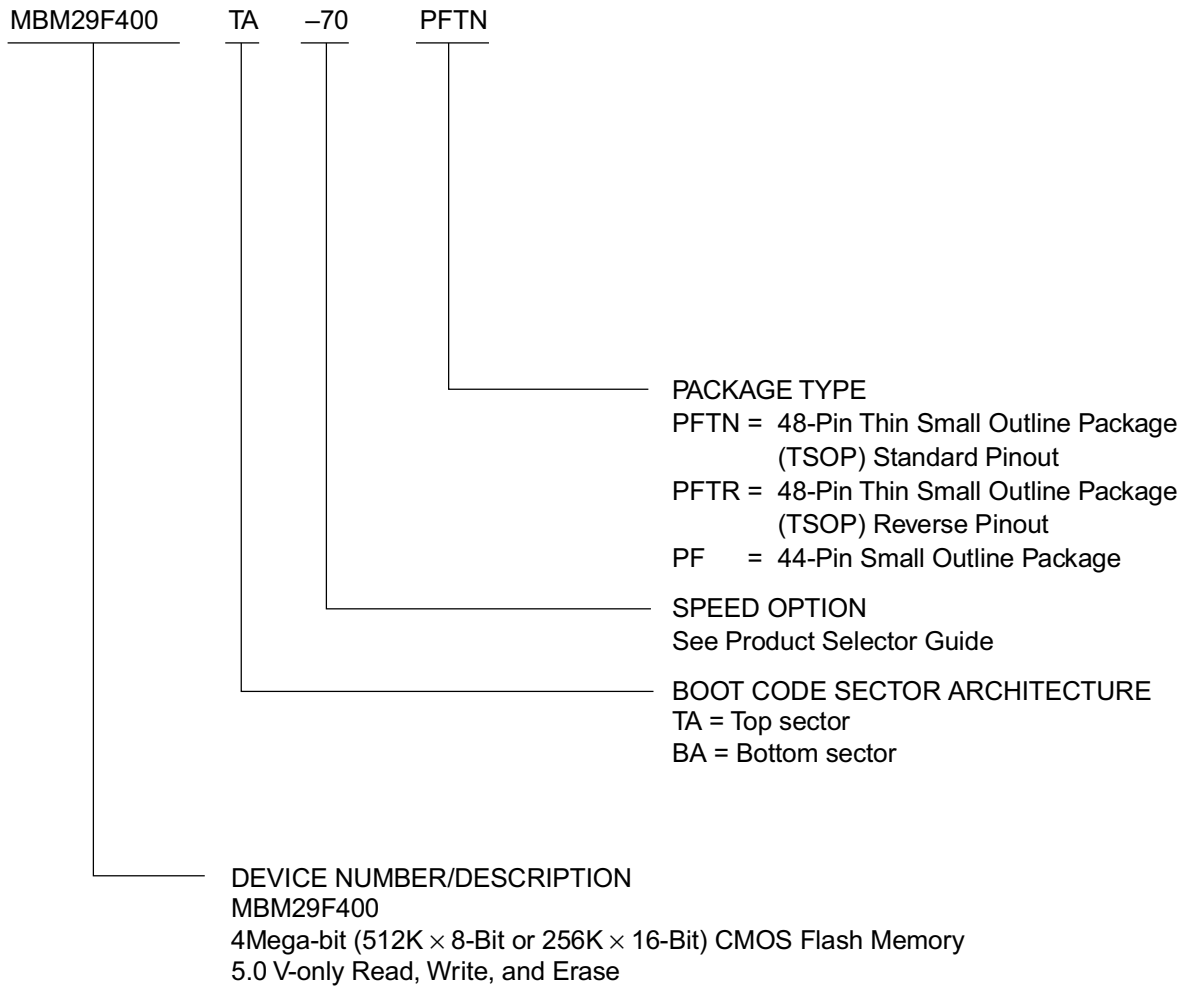 MBM29F400 TA –70 PFTN
PACKAGE TYPE
PFTN = 48-Pin Thin Small Outline Package
(TSOP) Standard Pinout
PFTR = 48-Pin Thin Small Outline Package
(TSOP) Reverse Pinout
PF = 44-Pin Small Outline Package
SPEED OPTION
See Product Selector Guide
BOOT CODE SECTOR ARCHITECTURE
TA = Top sector
BA = Bottom sector
DEVICE NUMBER/DESCRIPTION
MBM29F400
4Mega-bit (512K × 8-Bit or 256K × 16-Bit) CMOS Flash Memory
5.0 V-only Read, Write, and Erase